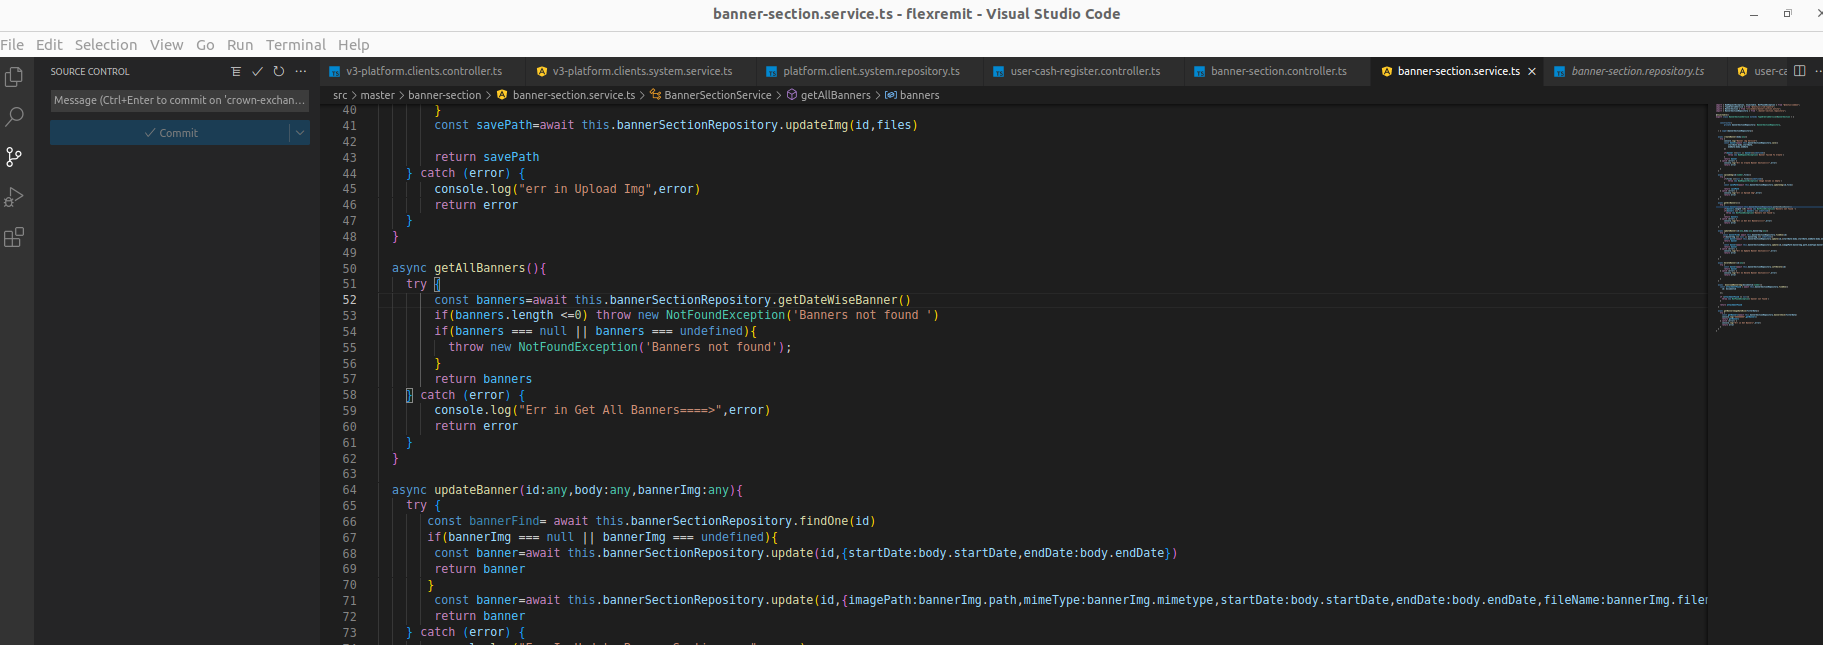 banner-section.service.ts - flexremit - Visual Studio Code
File Edit Selection View Go Run Terminal Help
SOURCE CONTROL
Message (Ctrl+Enter to commit on 'crown-exchan...
Commit
v3-platform.clients.controller.ts v3-platform.clients.system.service.ts platform.client.system.repository.ts user-cash-register.controller.ts banner-section.controller.ts banner-section.service.ts banner-section.repository.ts user-ca
src > master > banner-section > banner-section.service.ts > BannerSectionService > getAllBanners > banners
40 }
41 const savePath=await this.bannerSectionRepository.updateImg(id,files)
42
43 return savePath
44 } catch (error) {
45 console.log("err in Upload Img",error)
46 return error
47 }
48 }
49
50 async getAllBanners(){
51 try {
52 const banners=await this.bannerSectionRepository.getDateWiseBanner()
53 if(banners.length <=0) throw new NotFoundException('Banners not found ')
54 if(banners === null || banners === undefined){
55 throw new NotFoundException('Banners not found');
56 }
57 return banners
58 } catch (error) {
59 console.log("Err in Get All Banners====>",error)
60 return error
61 }
62 }
63
64 async updateBanner(id:any,body:any,bannerImg:any){
65 try {
66 const bannerFind= await this.bannerSectionRepository.findOne(id)
67 if(bannerImg === null || bannerImg === undefined){
68 const banner=await this.bannerSectionRepository.update(id,{startDate:body.startDate,endDate:body.endDate})
69 return banner
70 }
71 const banner=await this.bannerSectionRepository.update(id,{imagePath:bannerImg.path,mimeType:bannerImg.mimetype,startDate:body.startDate,endDate:body.endDate,fileName:bannerImg.filen
72 return banner
73 } catch (error) {